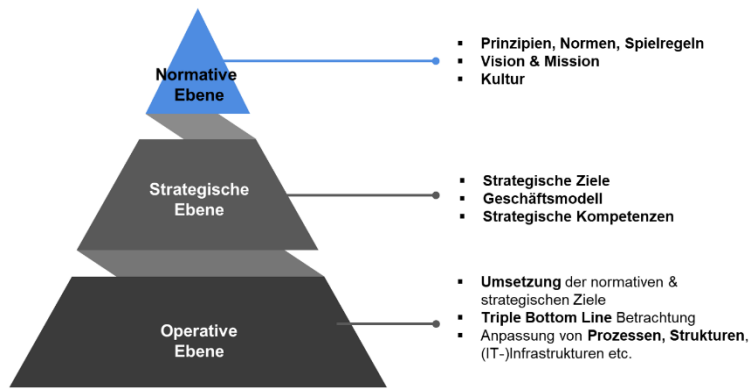 Normative
Ebene
▪ Prinzipien, Normen, Spielregeln
▪ Vision & Mission
▪ Kultur
Strategische
Ebene
▪ Strategische Ziele
▪ Geschäftsmodell
▪ Strategische Kompetenzen
Operative
Ebene
▪ Umsetzung der normativen &
strategischen Ziele
▪ Triple Bottom Line Betrachtung
▪ Anpassung von Prozessen, Strukturen,
(IT-)Infrastrukturen etc.